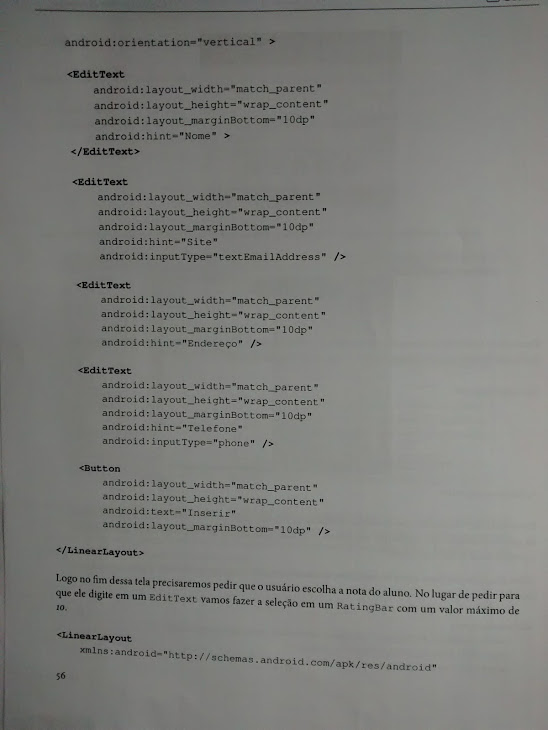 android:orientation="vertical" >
<EditText
android:layout_width="match_parent"
android:layout_height="wrap_content"
android:layout_marginBottom="10dp"
android:hint="Nome" >
</EditText>
<EditText
android:layout_width="match_parent"
android:layout_height="wrap_content"
android:layout_marginBottom="10dp"
android:hint="Site"
android:inputType="textEmailAddress" />
<EditText
android:layout_width="match_parent"
android:layout_height="wrap_content"
android:layout_marginBottom="10dp"
android:hint="Endereço" />
<EditText
android:layout_width="match_parent"
android:layout_height="wrap_content"
android:layout_marginBottom="10dp"
android:hint="Telefone"
android:inputType="phone" />
<Button
android:layout_width="match_parent"
android:layout_height="wrap_content"
android:text="Inserir"
android:layout_marginBottom="10dp" />
</LinearLayout>
Logo no fim dessa tela precisaremos pedir que o usuário escolha a nota do aluno. No lugar de pedir para
que ele digite em um EditText vamos fazer a seleção em um RatingBar com um valor máximo de
10.
<LinearLayout
xmlns:android="http://schemas.android.com/apk/res/android"
56